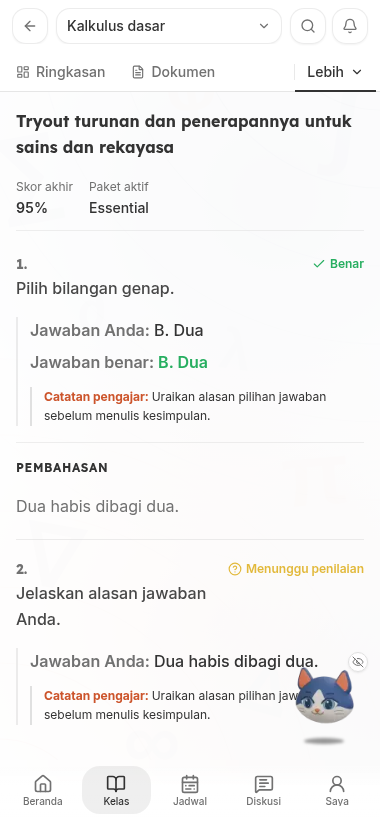 Kalkulus dasar
Ringkasan Dokumen Lebih
Tryout turunan dan penerapannya untuk
sains dan rekayasa
Skor akhir Paket aktif
95% Essential
1. Benar
Pilih bilangan genap.
Jawaban Anda: B. Dua
Jawaban benar: B. Dua
Catatan pengajar: Uraikan alasan pilihan jawaban
sebelum menulis kesimpulan.
PEMBAHASAN
Dua habis dibagi dua.
2. Menunggu penilaian
Jelaskan alasan jawaban
Anda.
Jawaban Anda: Dua habis dibagi dua.
Catatan pengajar: Uraikan alasan pilihan
sebelum menulis kesimpulan.
Beranda Kelas Jadwal Diskusi Saya